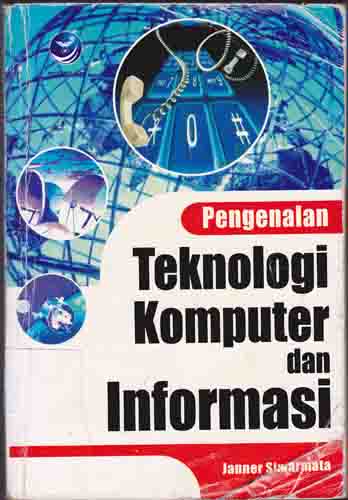 Pengenalan
Teknologi
Komputer
dan
Informasi
Janner Simarmata